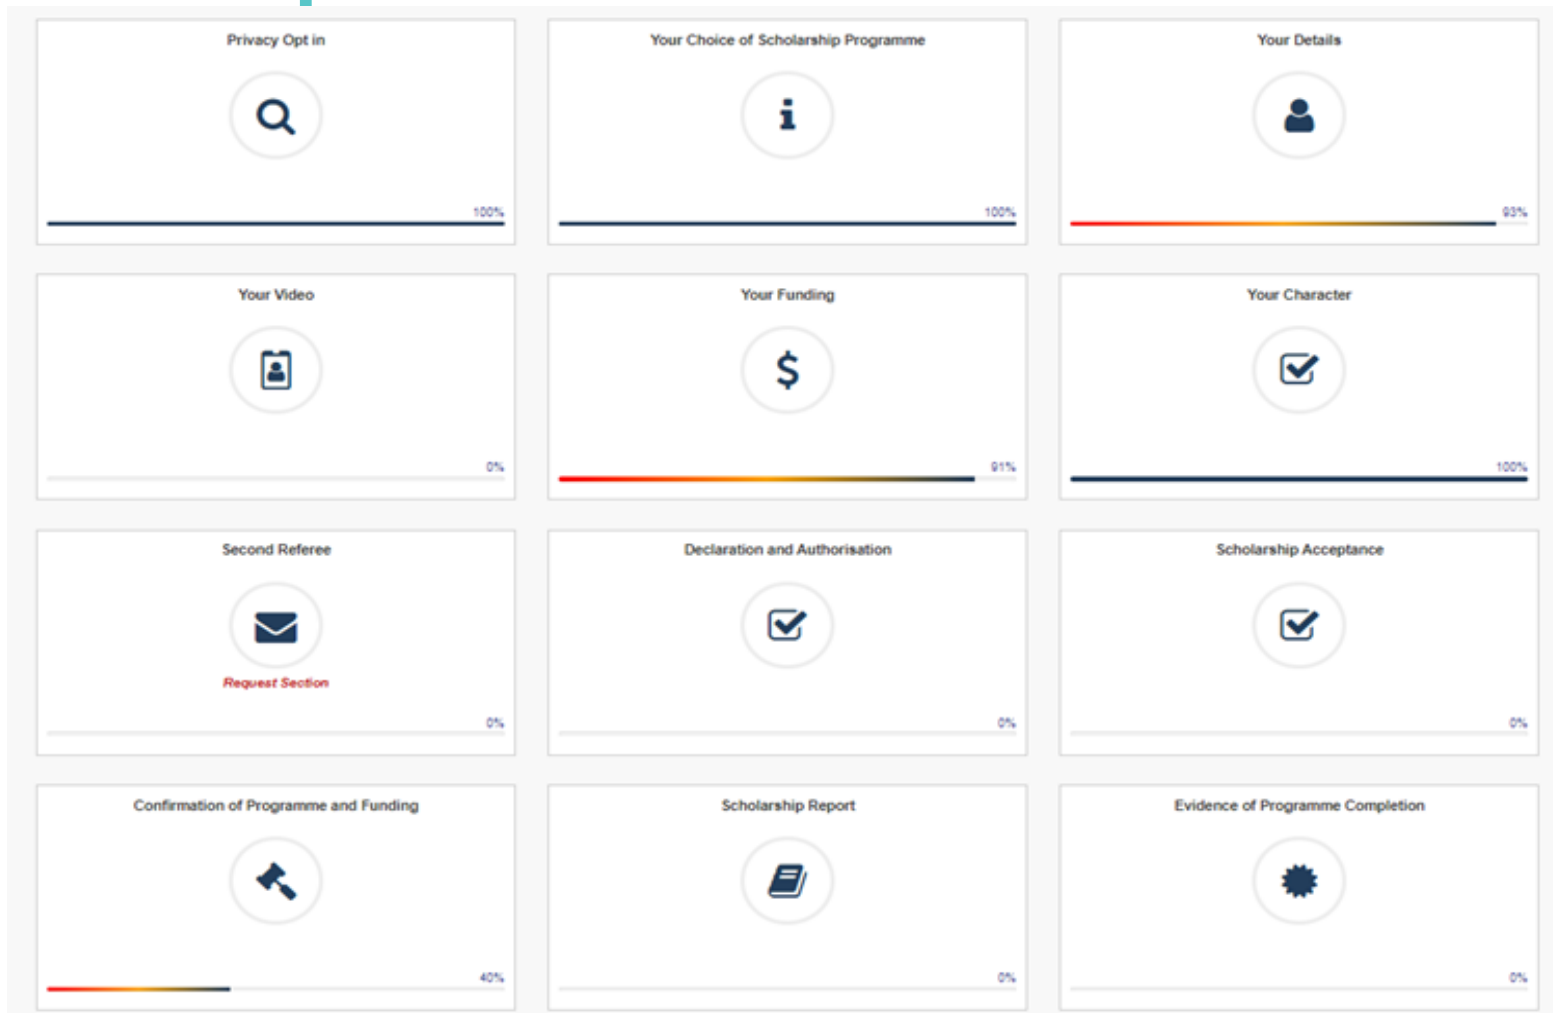 Privacy Opt in
Your Choice of Scholarship Programme
Your Details
100%
100%
93%
Your Video
Your Funding
Your Character
0%
91%
100%
Second Referee
Declaration and Authorisation
Scholarship Acceptance
Request Section
0%
0%
0%
Confirmation of Programme and Funding
Scholarship Report
Evidence of Programme Completion
40%
0%
0%